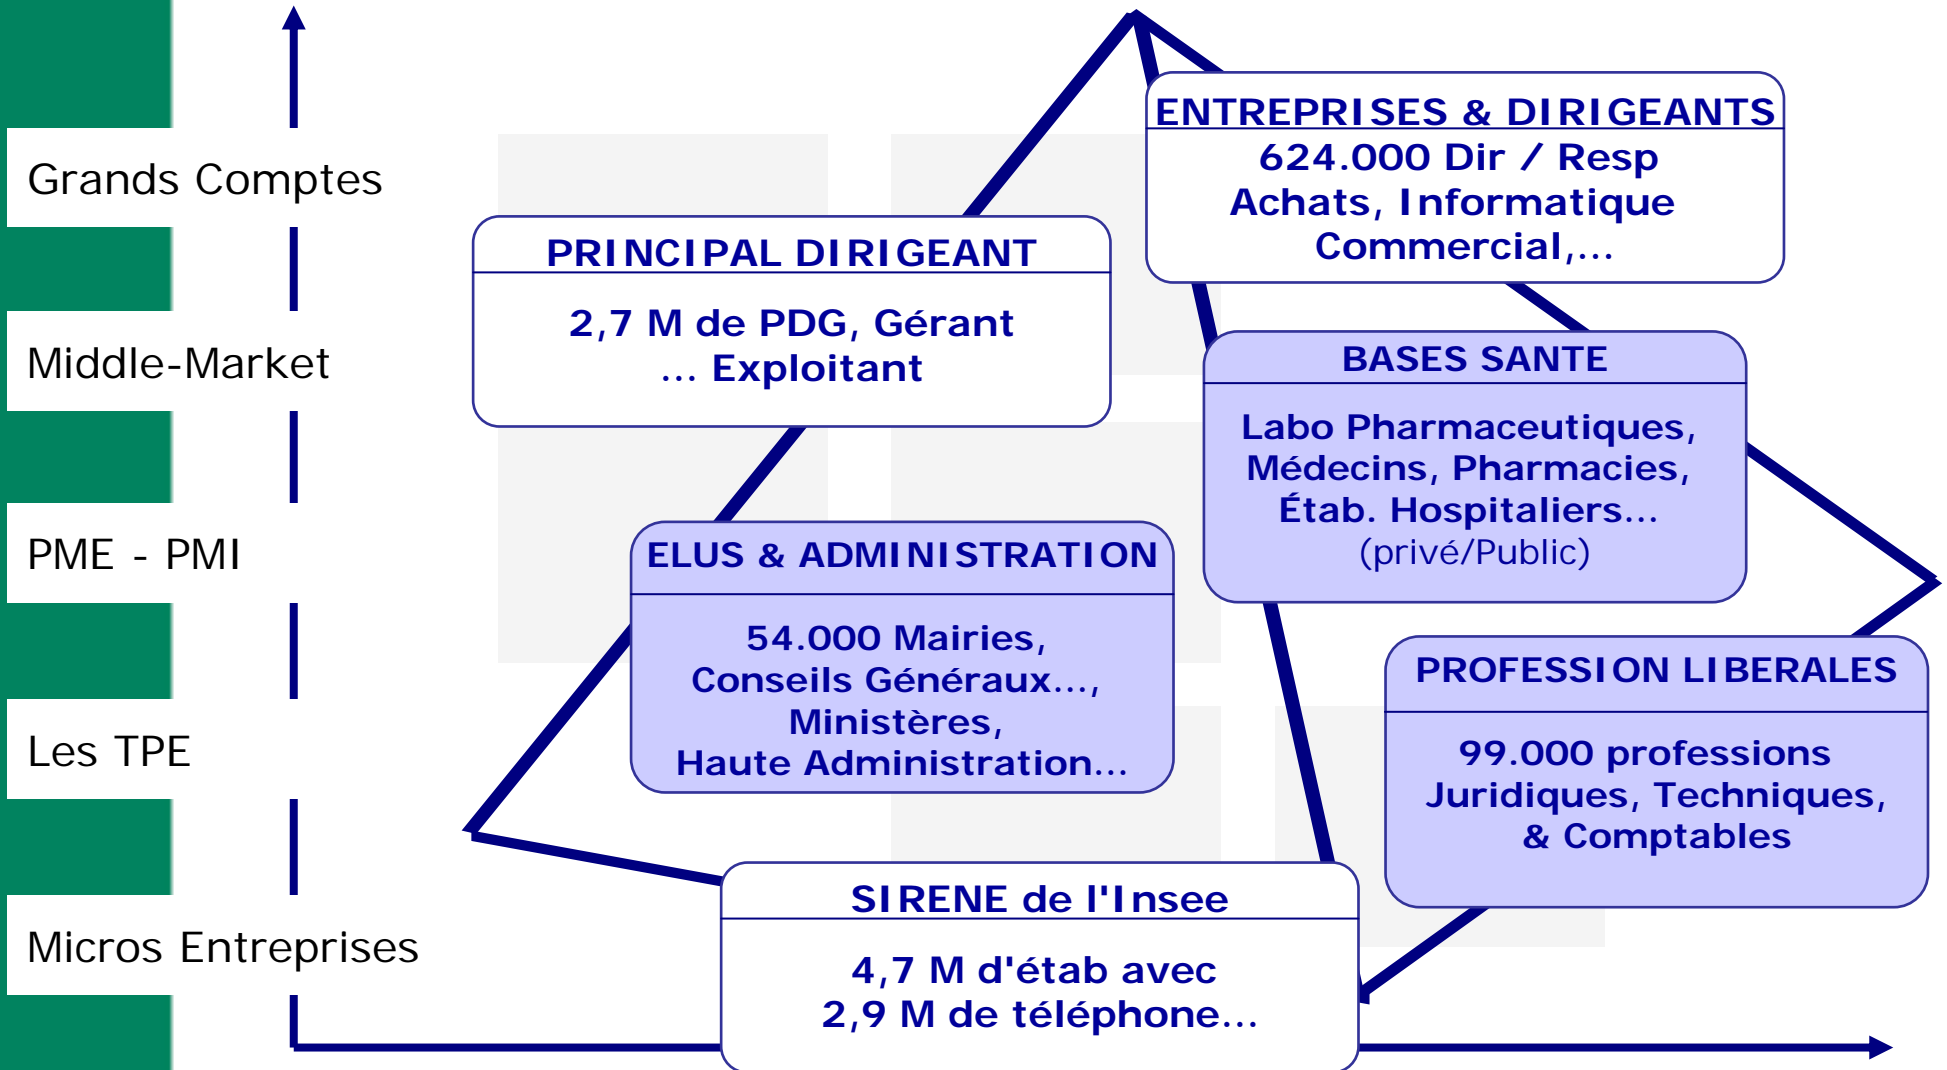 Grands Comptes
Middle-Market
PME - PMI
Les TPE
Micros Entreprises
ENTREPRISES & DIRIGEANTS
624.000 Dir / Resp
Achats, Informatique
Commercial,...
PRINCIPAL DIRIGEANT
2,7 M de PDG, Gérant
... Exploitant
BASES SANTE
Labo Pharmaceutiques,
Médecins, Pharmacies,
Étab. Hospitaliers...
(privé/Public)
ELUS & ADMINISTRATION
54.000 Mairies,
Conseils Généraux...,
Ministères,
Haute Administration...
PROFESSION LIBERALES
99.000 professions
Juridiques, Techniques,
& Comptables
SIRENE de l'Insee
4,7 M d'étab avec
2,9 M de téléphone...